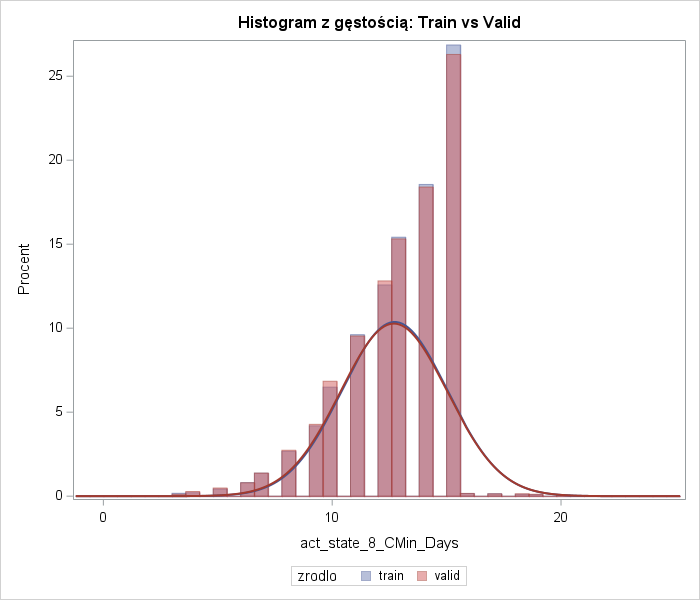 Histogram z gęstością: Train vs Valid
25
20
15
10
5
0
Procent
0 10 20
act_state_8_CMin_Days
zrodlo train valid